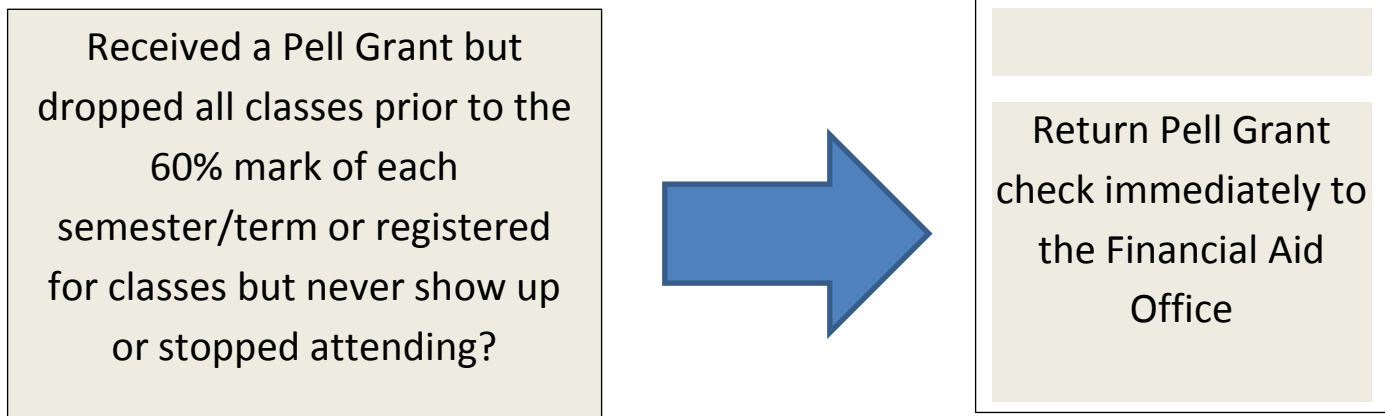 Received a Pell Grant but
dropped all classes prior to the
60% mark of each
semester/term or registered
for classes but never show up
or stopped attending?
Return Pell Grant
check immediately to
the Financial Aid
Office